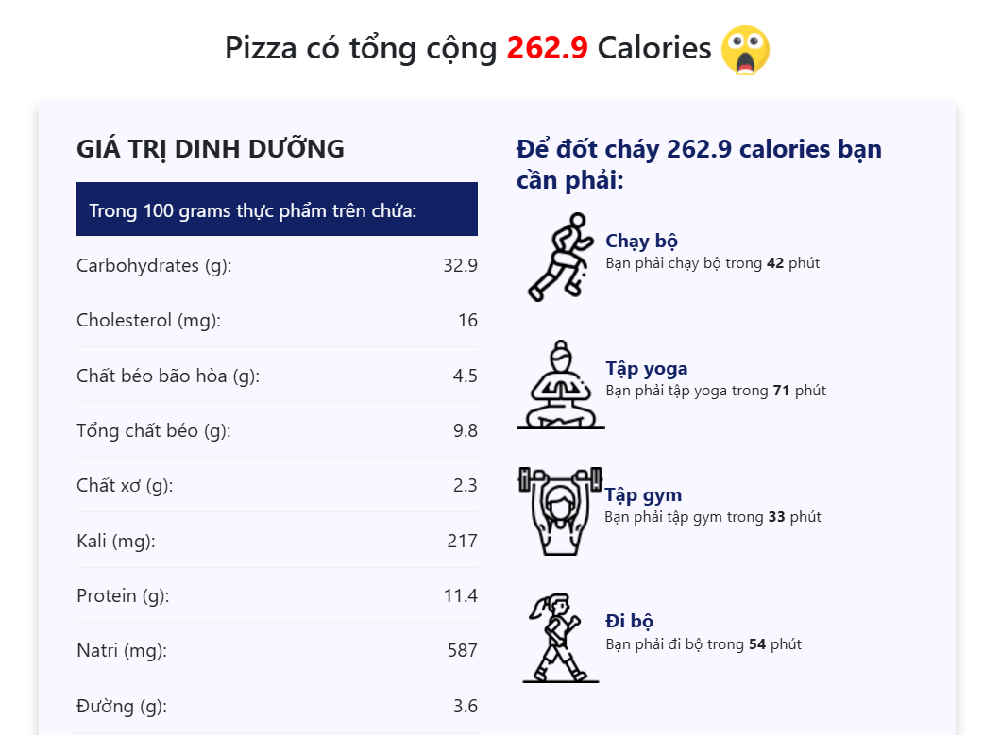 Pizza có tổng cộng 262.9 Calories
GIÁ TRỊ DINH DƯỠNG
Trong 100 grams thực phẩm trên chứa:
Carbohydrates (g): 32.9
Cholesterol (mg): 16
Chất béo bão hòa (g): 4.5
Tổng chất béo (g): 9.8
Chất xơ (g): 2.3
Kali (mg): 217
Protein (g): 11.4
Natri (mg): 587
Đường (g): 3.6
Để đốt cháy 262.9 calories bạn
cần phải:
Chạy bộ
Bạn phải chạy bộ trong 42 phút
Tập yoga
Bạn phải tập yoga trong 71 phút
Tập gym
Bạn phải tập gym trong 33 phút
Đi bộ
Bạn phải đi bộ trong 54 phút